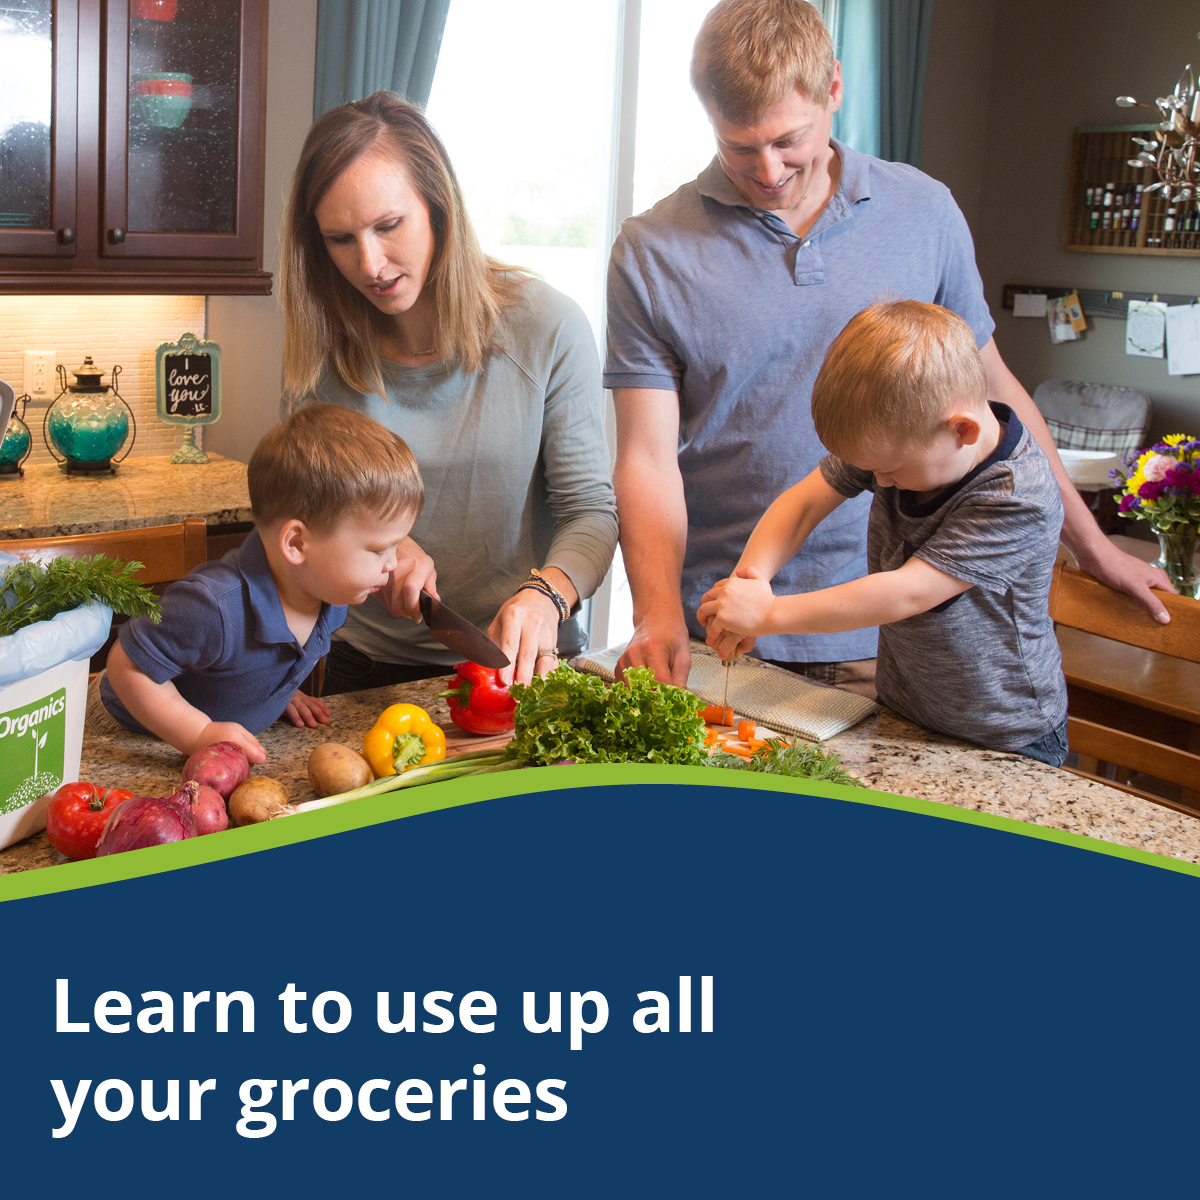 I
love
you
Organics
Learn to use up all
your groceries